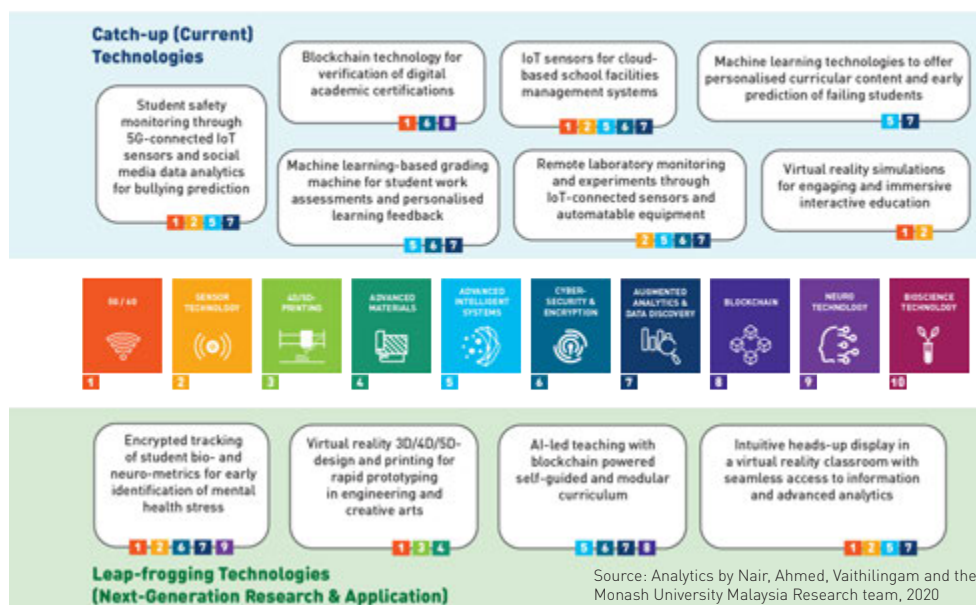 Catch-up (Current)
Technologies
Student safety
monitoring through
5G-connected IoT
sensors and social
media data analytics
for bullying prediction
1 2 5 7
Blockchain technology for
verification of digital
academic certifications
1 6 8
IoT sensors for cloud-
based school facilities
management systems
1 2 5 6 7
Machine learning technologies to offer
personalised curricular content and early
prediction of failing students
5 7
Machine learning-based grading
machine for student work
assessments and personalised
learning feedback
5 6 7
Remote laboratory monitoring
and experiments through
IoT-connected sensors and
automatable equipment
2 5 6 7
Virtual reality simulations
for engaging and immersive
interactive education
1 2
5G / 6G
1
SENSOR
TECHNOLOGY
2
4D/5D-
PRINTING
3
ADVANCED
MATERIALS
4
ADVANCED
INTELLIGENT
SYSTEMS
5
CYBER-
SECURITY &
ENCRYPTION
6
AUGMENTED
ANALYTICS &
DATA DISCOVERY
7
BLOCKCHAIN
8
NEURO
TECHNOLOGY
9
BIOSCIENCE
TECHNOLOGY
10
Encrypted tracking
of student bio- and
neuro-metrics for early
identification of mental
health stress
1 2 6 7 9
Virtual reality 3D/4D/5D-
design and printing for
rapid prototyping
in engineering and
creative arts
1 3 4
AI-led teaching with
blockchain powered
self-guided and modular
curriculum
5 6 7 8
Intuitive heads-up display in
a virtual reality classroom with
seamless access to information
and advanced analytics
1 2 5 7
Leap-frogging Technologies
(Next-Generation Research & Application)
Source: Analytics by Nair, Ahmed, Vaithilingam and the
Monash University Malaysia Research team, 2020